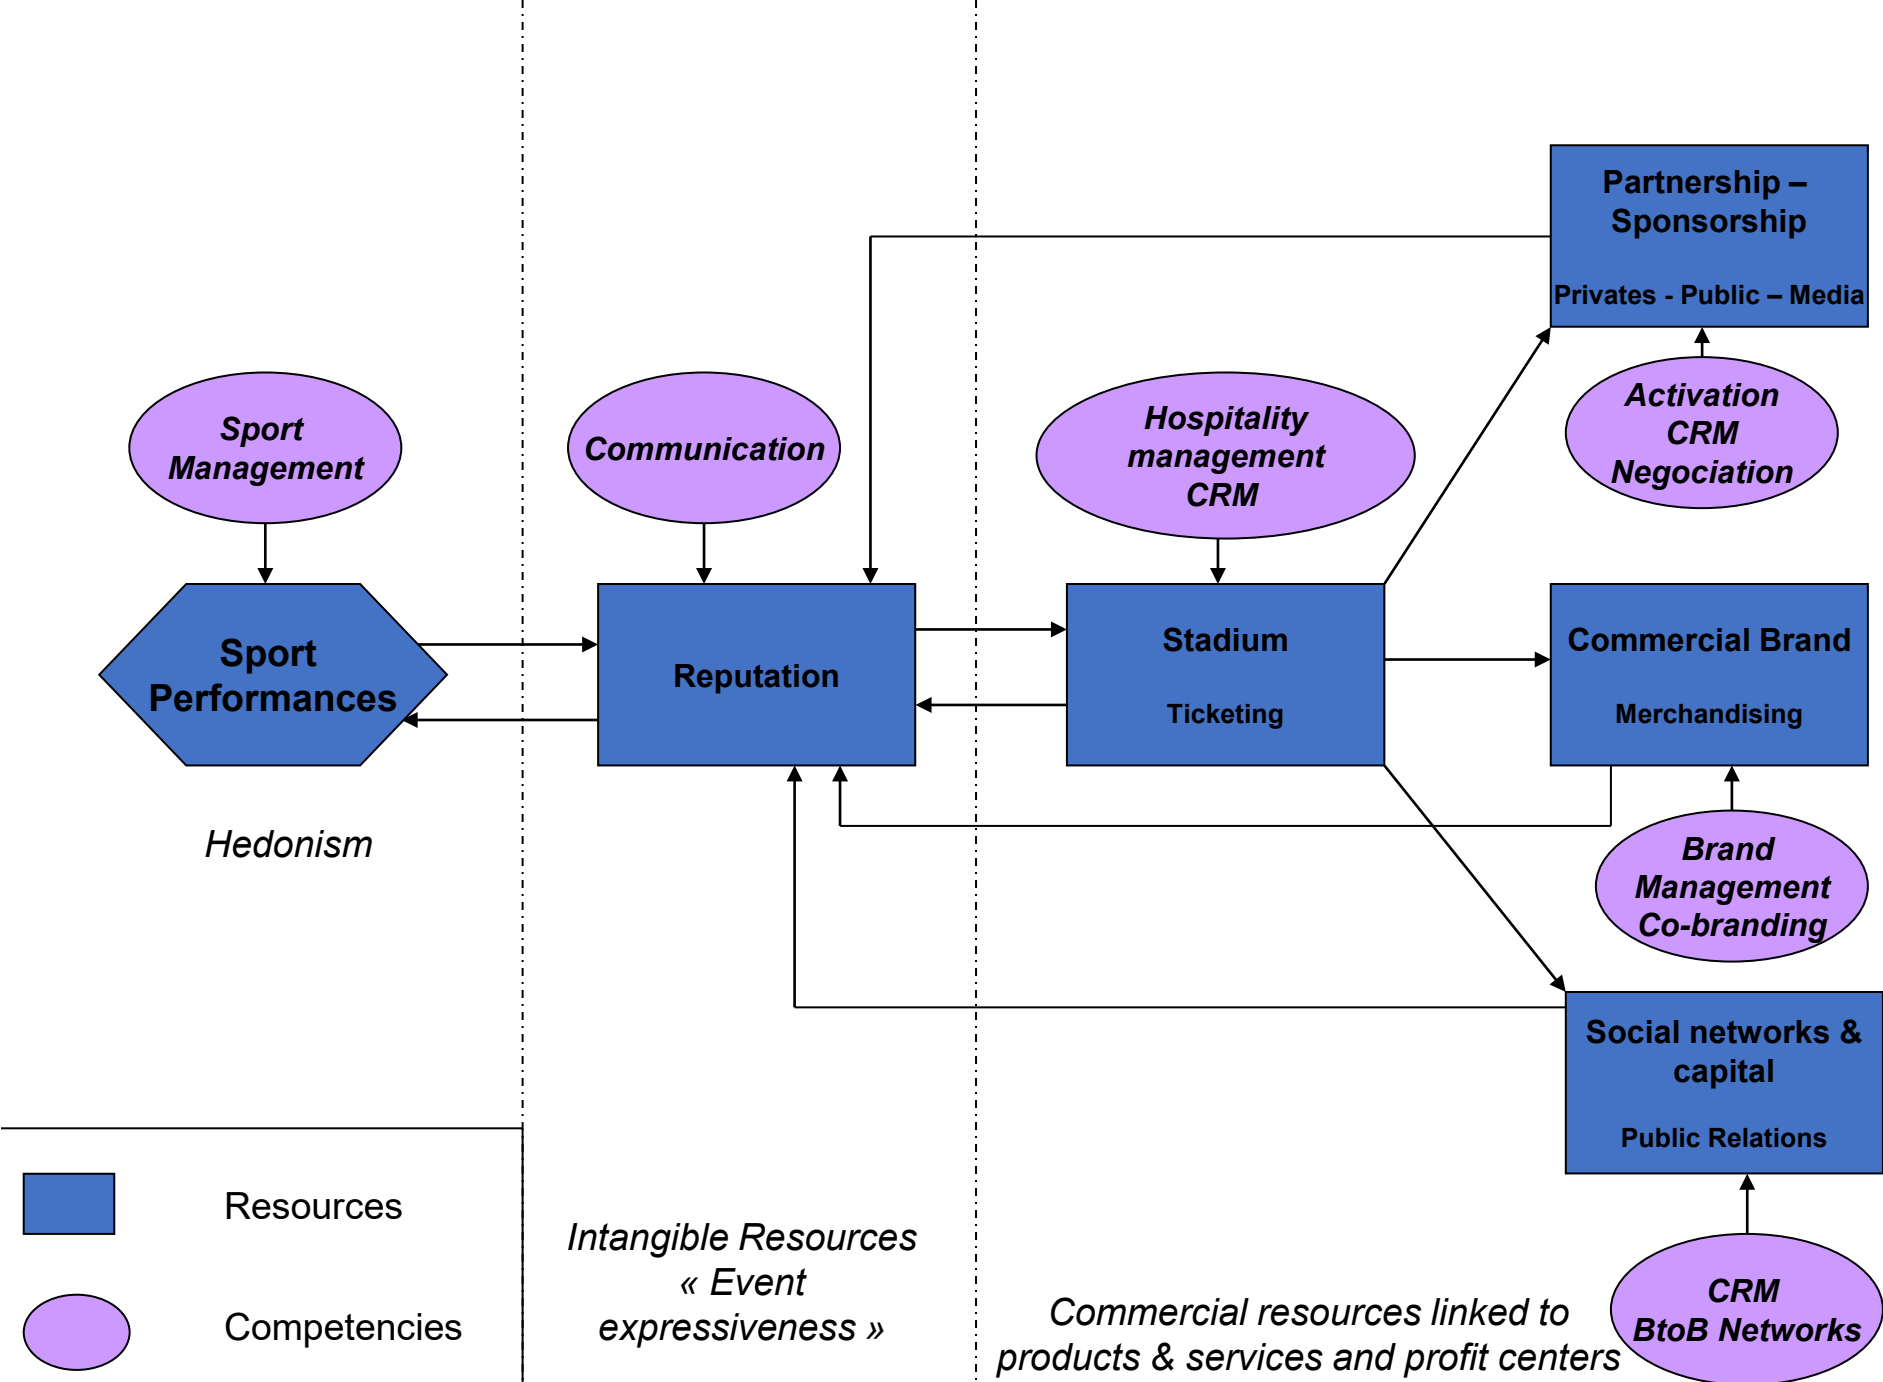 Partnership –
Sponsorship
Privates - Public – Media
Sport
Management
Communication
Hospitality
management
CRM
Activation
CRM
Negociation
Sport
Performances
Reputation
Stadium
Ticketing
Commercial Brand
Merchandising
Hedonism
Brand
Management
Co-branding
Social networks &
capital
Public Relations
Resources
Competencies
Intangible Resources
« Event
expressiveness »
Commercial resources linked to
products & services and profit centers
CRM
BtoB Networks